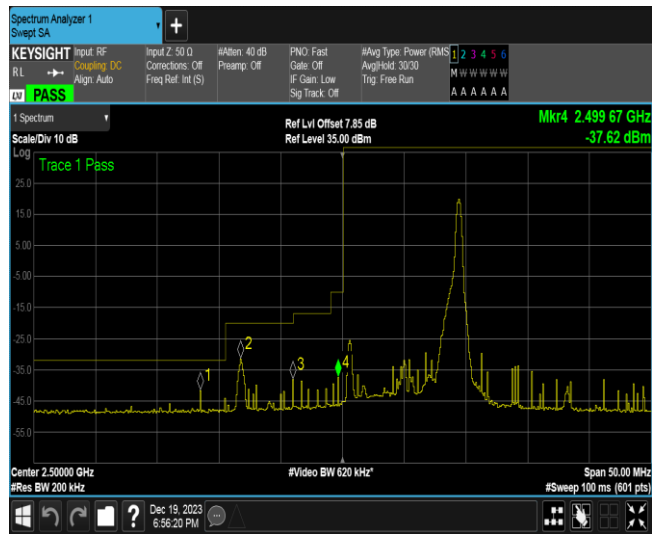 Spectrum Analyzer 1
Swept SA
+
KEYSIGHT
RL
LXI PASS
Input: RF
Coupling: DC
Align: Auto
Input Z: 50 Ω
Corrections: Off
Freq Ref: Int (S)
#Atten: 40 dB
Preamp: Off
PNO: Fast
Gate: Off
IF Gain: Low
Sig Track: Off
#Avg Type: Power (RMS
Avg|Hold: 30/30
Trig: Free Run
1 2 3 4 5 6
M W W W W W
A A A A A A
1 Spectrum
Scale/Div 10 dB
Ref Lvl Offset 7.85 dB
Ref Level 35.00 dBm
Mkr4 2.499 67 GHz
-37.62 dBm
Log
Trace 1 Pass
25.0
15.0
5.00
-5.00
-15.0
-25.0
-35.0
-45.0
-55.0
1
2
3
4
Center 2.50000 GHz
#Res BW 200 kHz
#Video BW 620 kHz*
Span 50.00 MHz
#Sweep 100 ms (601 pts)
?
Dec 19, 2023
6:56:20 PM